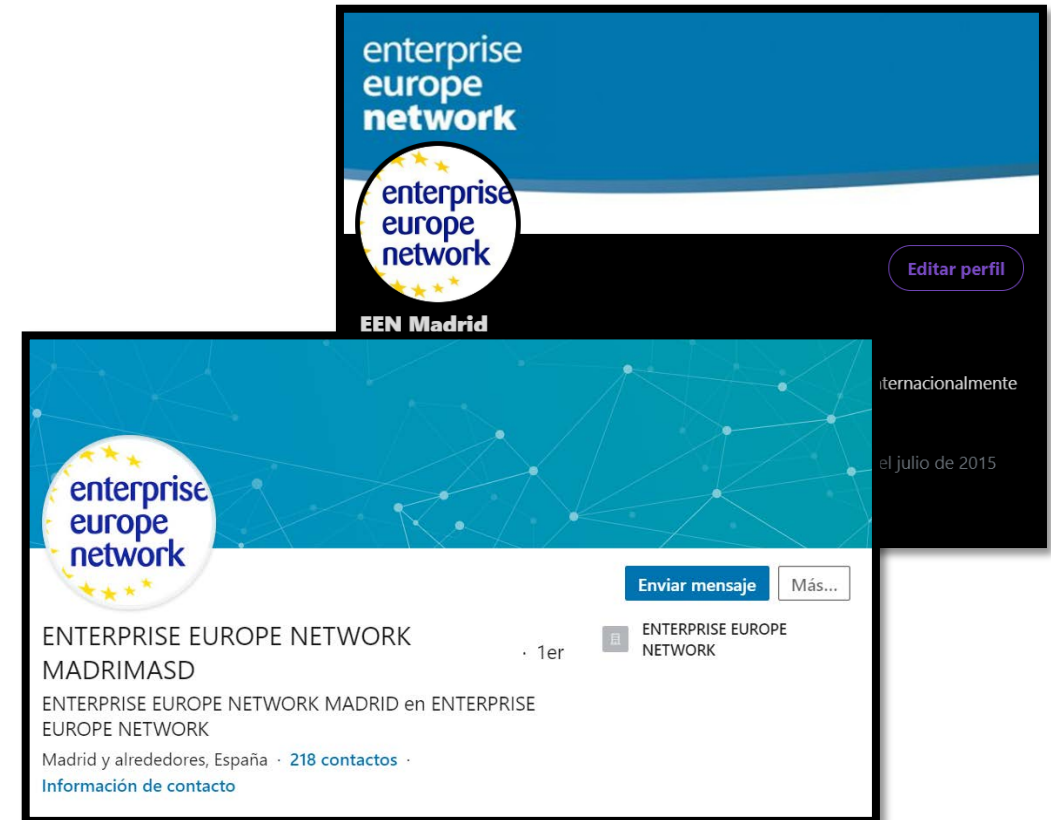 enterprise
europe
network
enterprise
europe
network
Editar perfil
EEN Madrid
internacionalmente
el julio de 2015
enterprise
europe
network
Enviar mensaje
Más...
ENTERPRISE EUROPE NETWORK
MADRIMASD
· 1er
ENTERPRISE EUROPE
NETWORK
ENTERPRISE EUROPE NETWORK MADRID en ENTERPRISE
EUROPE NETWORK
Madrid y alrededores, España · 218 contactos ·
Información de contacto